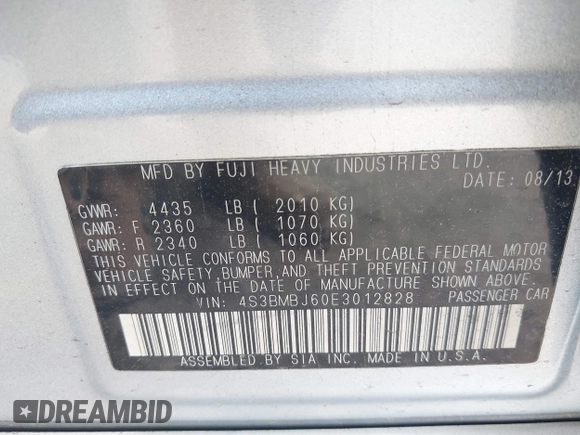 MFD BY FUJI HEAVY INDUSTRIES LTD.
DATE: 08/13
GVWR: 4435 LB ( 2010 KG)
GAWR: F 2360 LB ( 1070 KG)
GAWR: R 2340 LB ( 1060 KG)
THIS VEHICLE CONFORMS TO ALL APPLICABLE FEDERAL MOTOR
VEHICLE SAFETY, BUMPER, AND THEFT PREVENTION STANDARDS
IN EFFECT ON THE DATE OF MANUFACTURE SHOWN ABOVE.
VIN: 4S3BMBJ60E3012828 PASSENGER CAR
ASSEMBLED BY SIA INC. MADE IN U.S.A.
DREAMBID